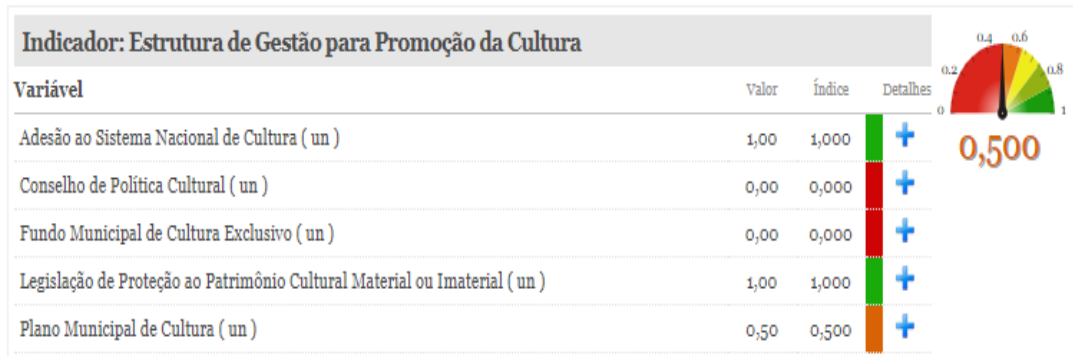 Indicador: Estrutura de Gestão para Promoção da Cultura
Variável Valor Índice Detalhes
Adesão ao Sistema Nacional de Cultura ( un ) 1,00 1,000
Conselho de Política Cultural ( un ) 0,00 0,000
Fundo Municipal de Cultura Exclusivo ( un ) 0,00 0,000
Legislação de Proteção ao Patrimônio Cultural Material ou Imaterial ( un ) 1,00 1,000
Plano Municipal de Cultura ( un ) 0,50 0,500
0 0.2 0.4 0.6 0.8 1
0,500